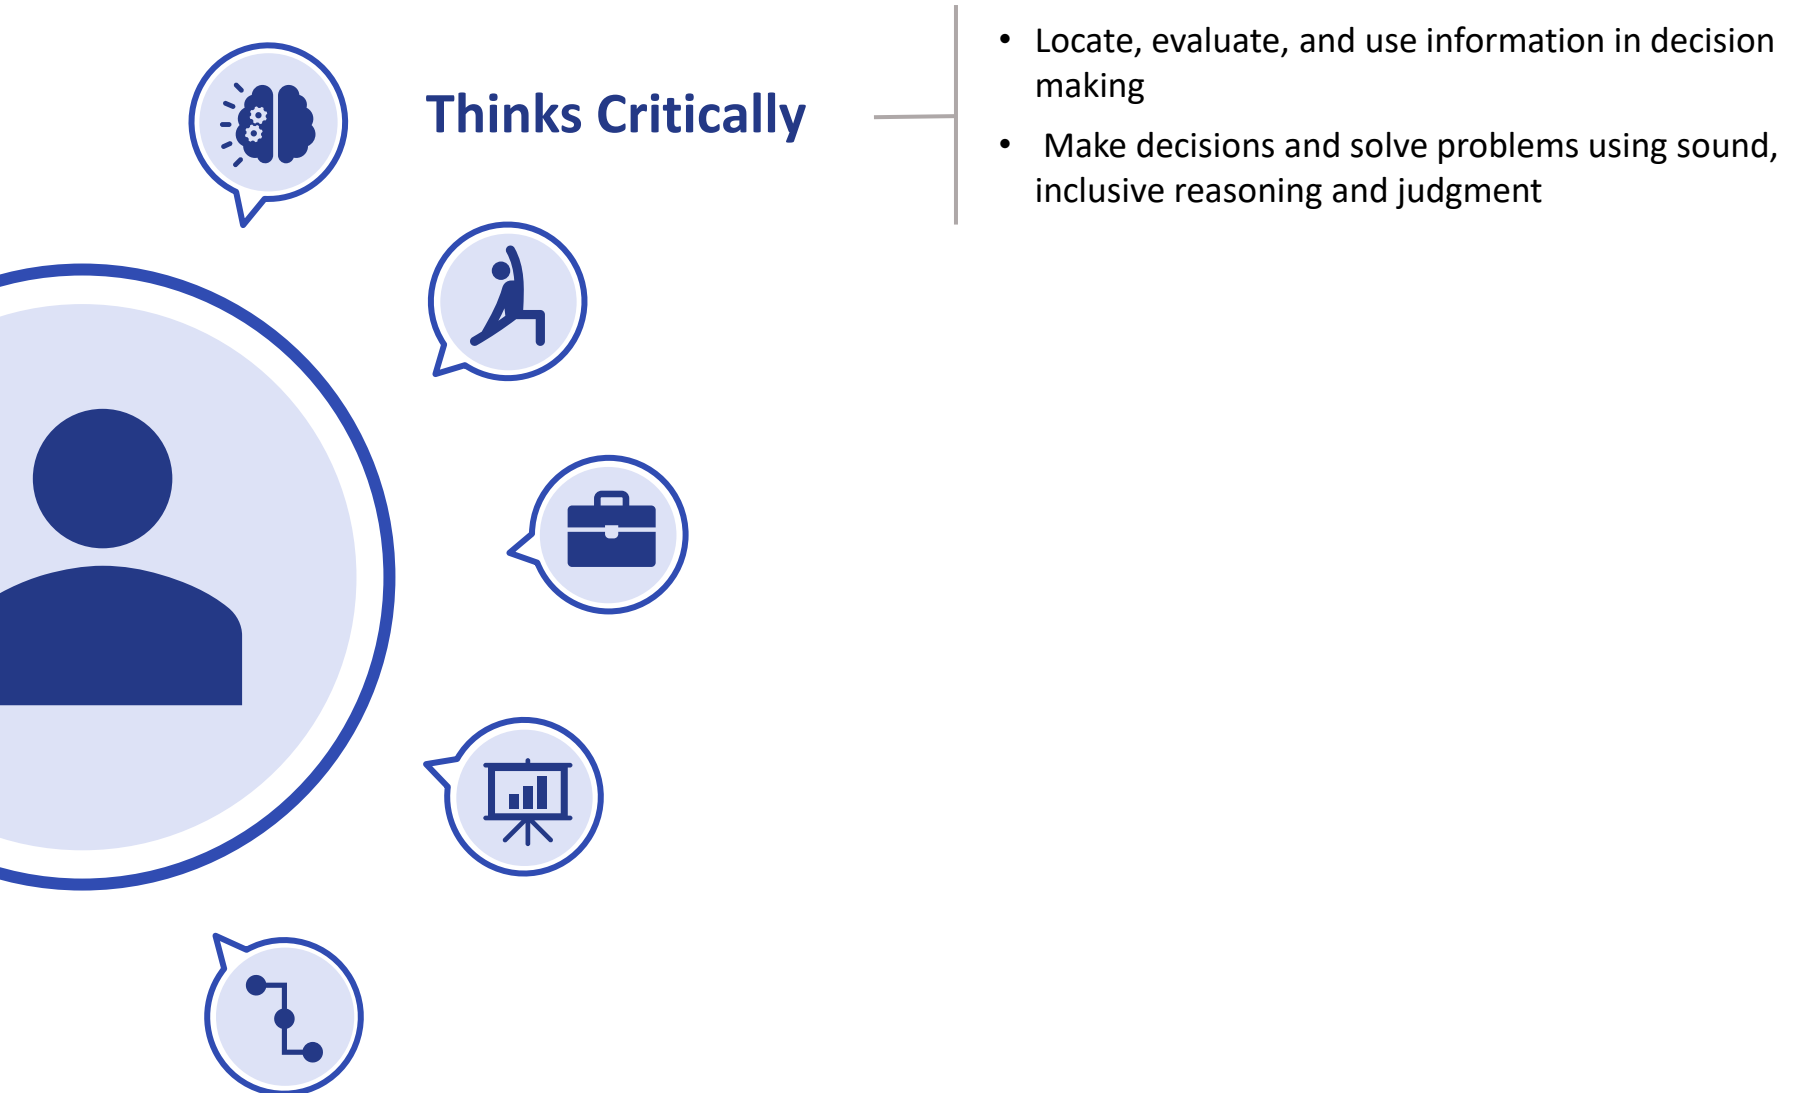 Thinks Critically
• Locate, evaluate, and use information in decision
making
• Make decisions and solve problems using sound,
inclusive reasoning and judgment